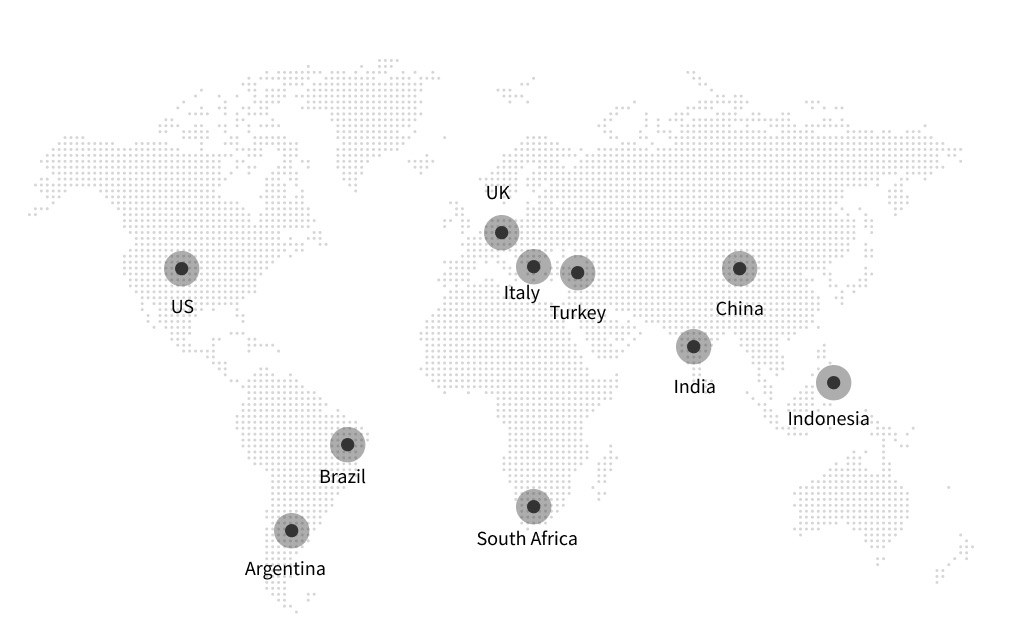 UK
Italy
US
Turkey
China
India
Indonesia
Brazil
South Africa
Argentina